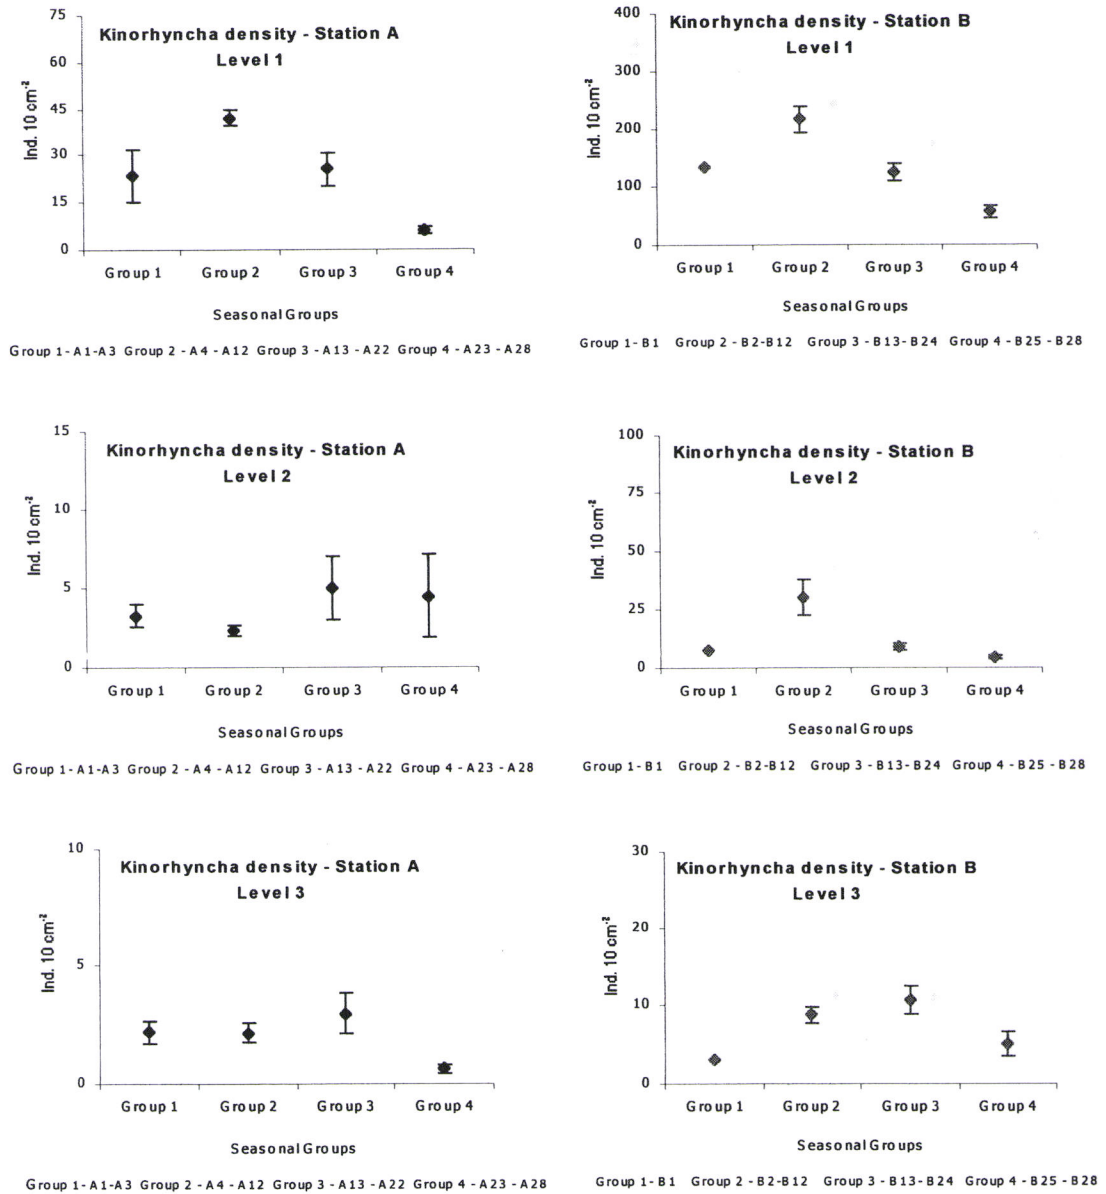 Kinorhyncha density - Station A
Level 1
Ind. 10 cm-2
75
60
45
30
15
0
Group 1 Group 2 Group 3 Group 4
Seasonal Groups
Group 1 - A1-A3 Group 2 - A4 - A12 Group 3 - A13 - A22 Group 4 - A23 - A28
Kinorhyncha density - Station B
Level 1
Ind. 10 cm-2
400
300
200
100
0
Group 1 Group 2 Group 3 Group 4
Seasonal Groups
Group 1 - B1 Group 2 - B2-B12 Group 3 - B13- B24 Group 4 - B25 - B28
Kinorhyncha density - Station A
Level 2
Ind. 10 cm-2
15
10
5
0
Group 1 Group 2 Group 3 Group 4
Seasonal Groups
Group 1 - A1-A3 Group 2 - A4 - A12 Group 3 - A13 - A22 Group 4 - A23 - A28
Kinorhyncha density - Station B
Level 2
Ind. 10 cm-2
100
75
50
25
0
Group 1 Group 2 Group 3 Group 4
Seasonal Groups
Group 1 - B1 Group 2 - B2-B12 Group 3 - B13- B24 Group 4 - B25 - B28
Kinorhyncha density - Station A
Level 3
Ind. 10 cm-2
10
5
0
Group 1 Group 2 Group 3 Group 4
Seasonal Groups
Group 1 - A1-A3 Group 2 - A4 - A12 Group 3 - A13 - A22 Group 4 - A23 - A28
Kinorhyncha density - Station B
Level 3
Ind. 10 cm-2
30
20
10
0
Group 1 Group 2 Group 3 Group 4
Seasonal Groups
Group 1 - B1 Group 2 - B2-B12 Group 3 - B13- B24 Group 4 - B25 - B28